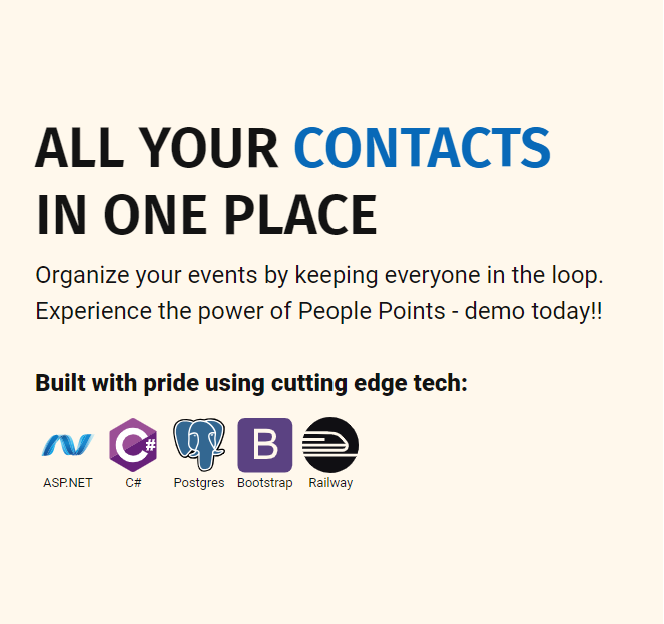 ALL YOUR CONTACTS
IN ONE PLACE
Organize your events by keeping everyone in the loop.
Experience the power of People Points - demo today!!
Built with pride using cutting edge tech:
C#
B
ASP.NET C# Postgres Bootstrap Railway